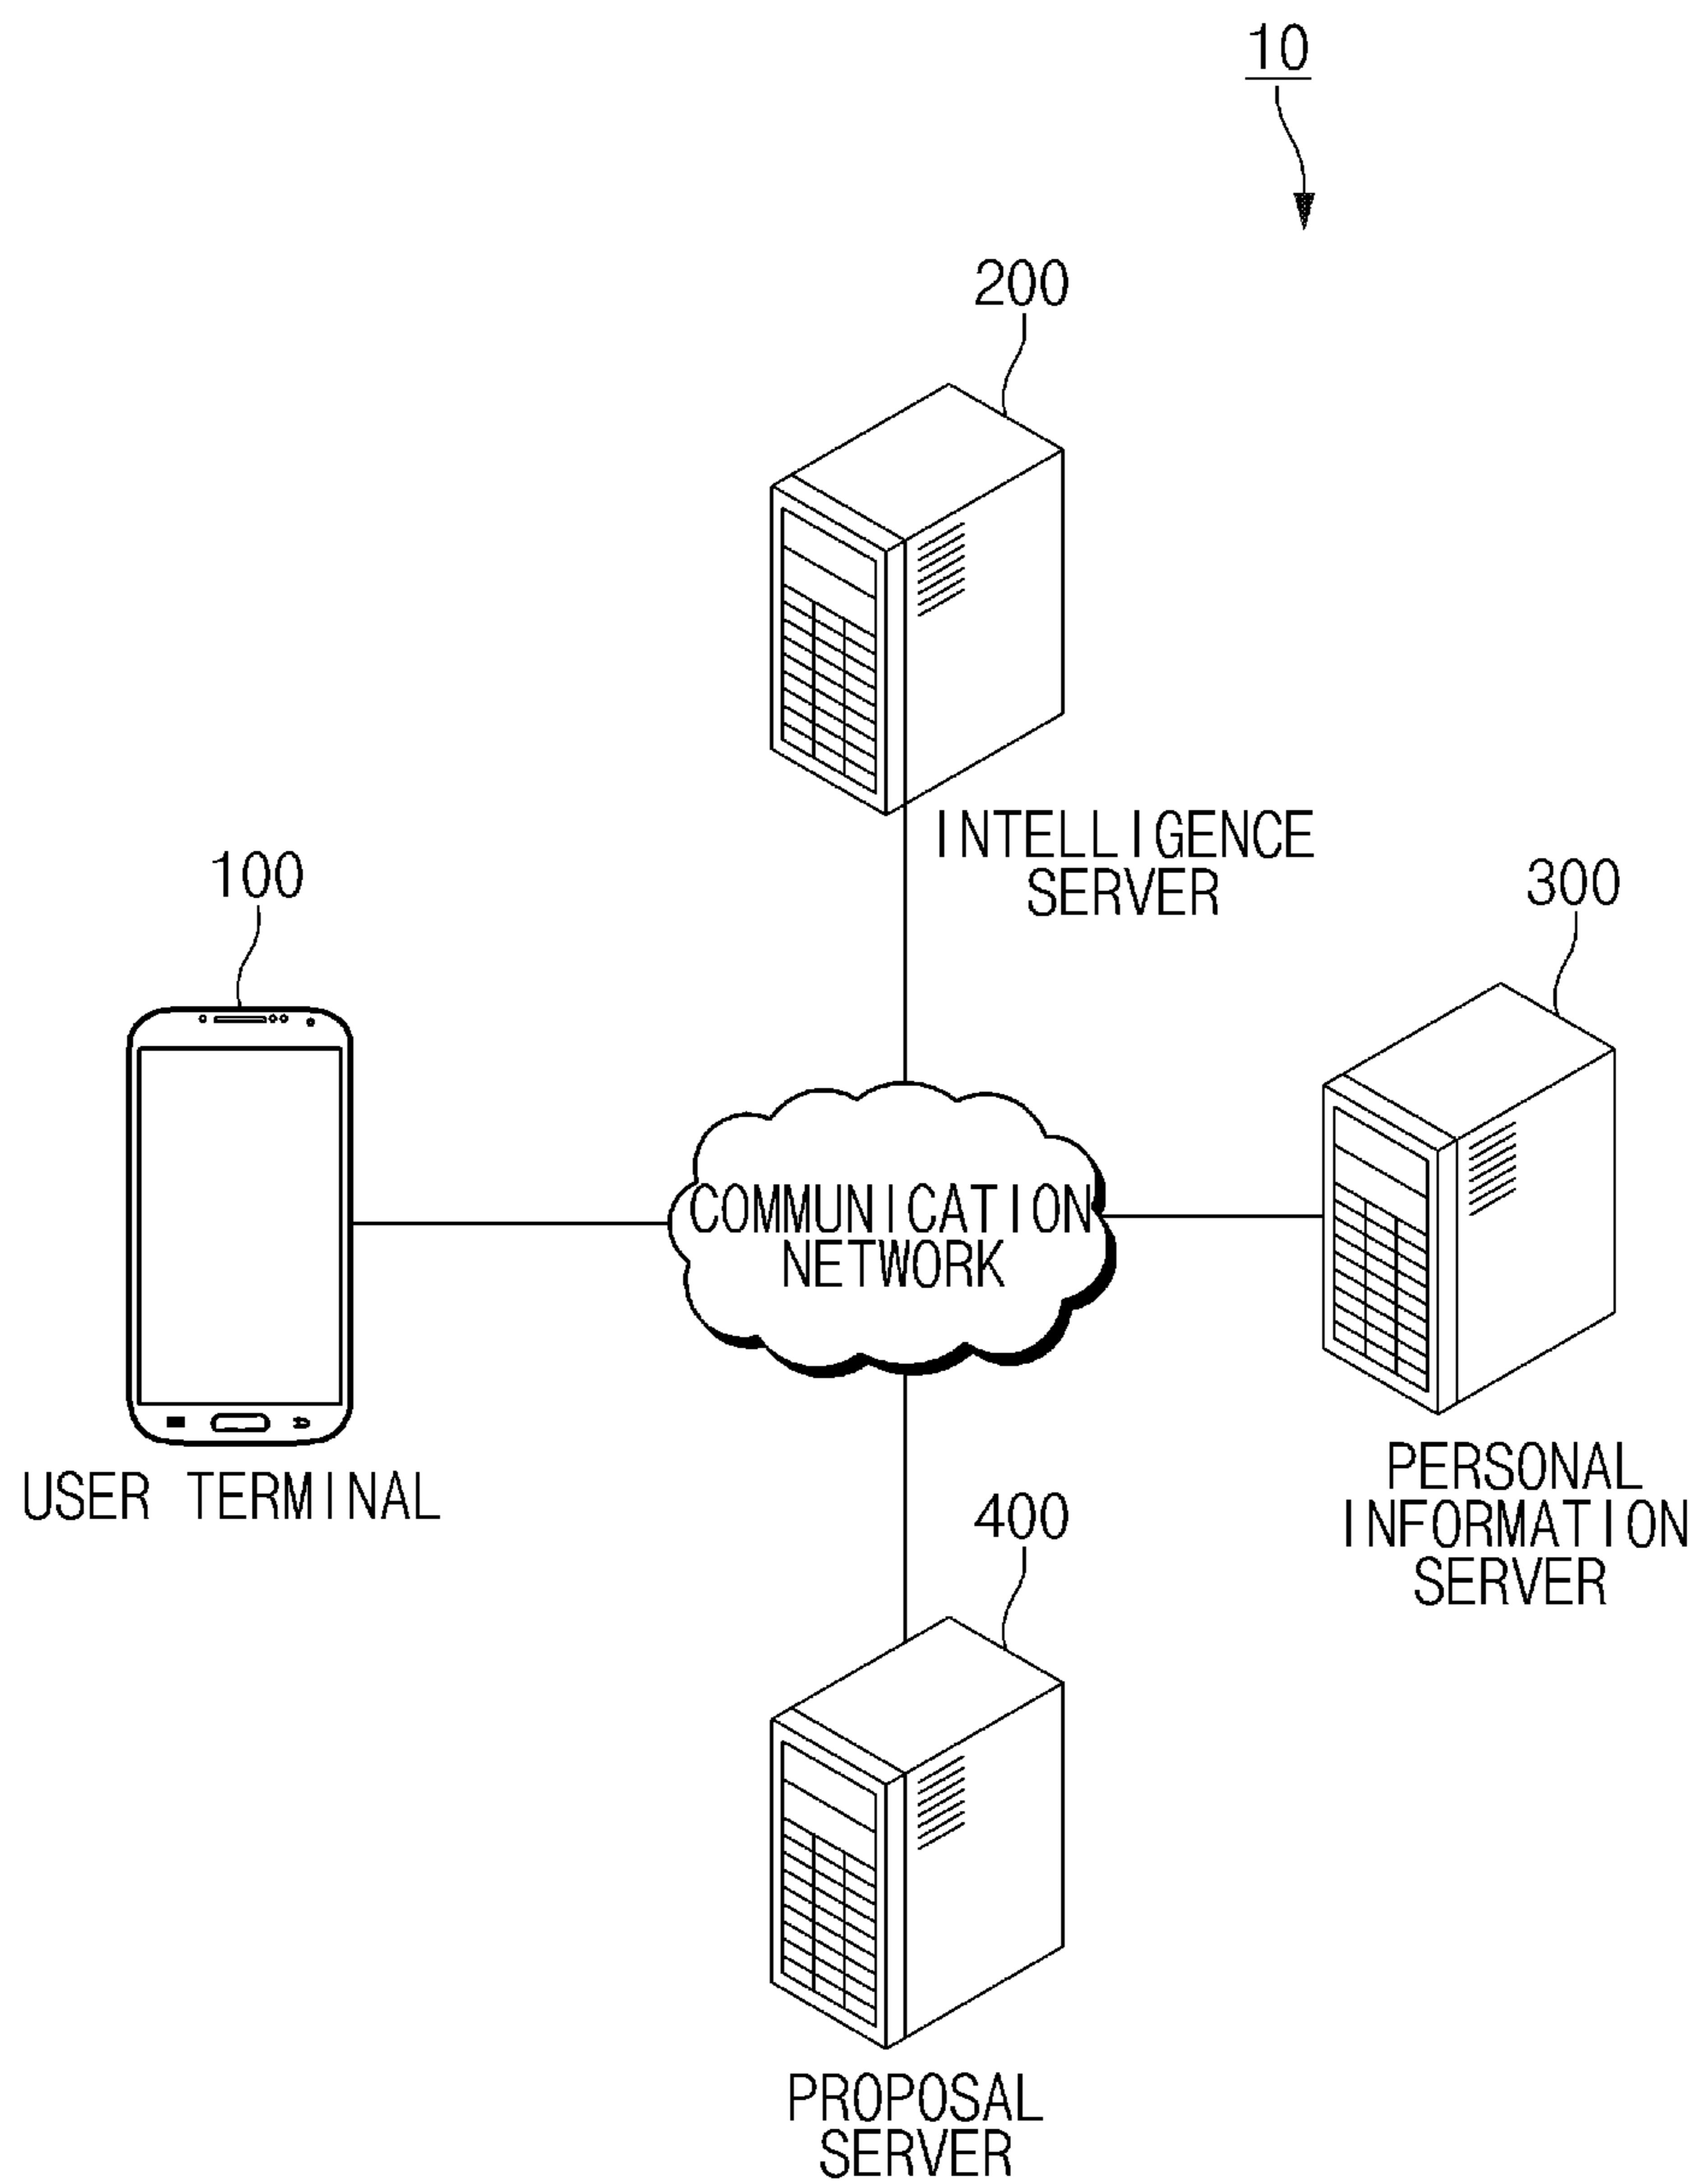 10
200
INTELLIGENCE
SERVER
100
300
COMMUNICATION
NETWORK
USER TERMINAL
PERSONAL
INFORMATION
SERVER
400
PROPOSAL
SERVER